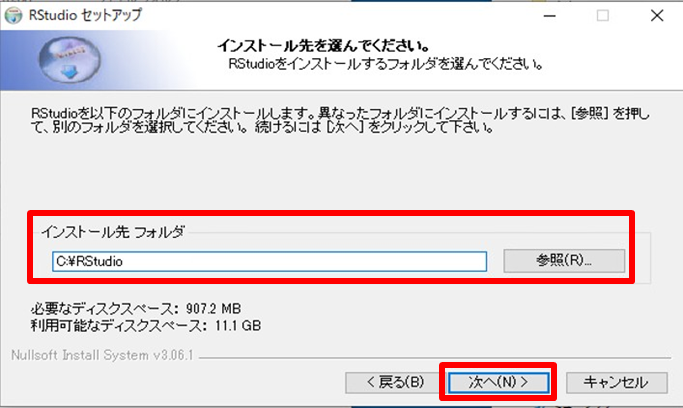 RStudio セットアップ
インストール先を選んでください。
RStudioをインストールするフォルダを選んでください。
RStudioを以下のフォルダにインストールします。異なったフォルダにインストールするには、[参照] を押し
て、別のフォルダを選択してください。 続けるには [次へ] をクリックして下さい。
インストール先 フォルダ
C:¥RStudio
参照(R)...
必要なディスクスペース: 907.2 MB
利用可能なディスクスペース: 11.1 GB
Nullsoft Install System v3.06.1
< 戻る(B)
次へ(N) >
キャンセル